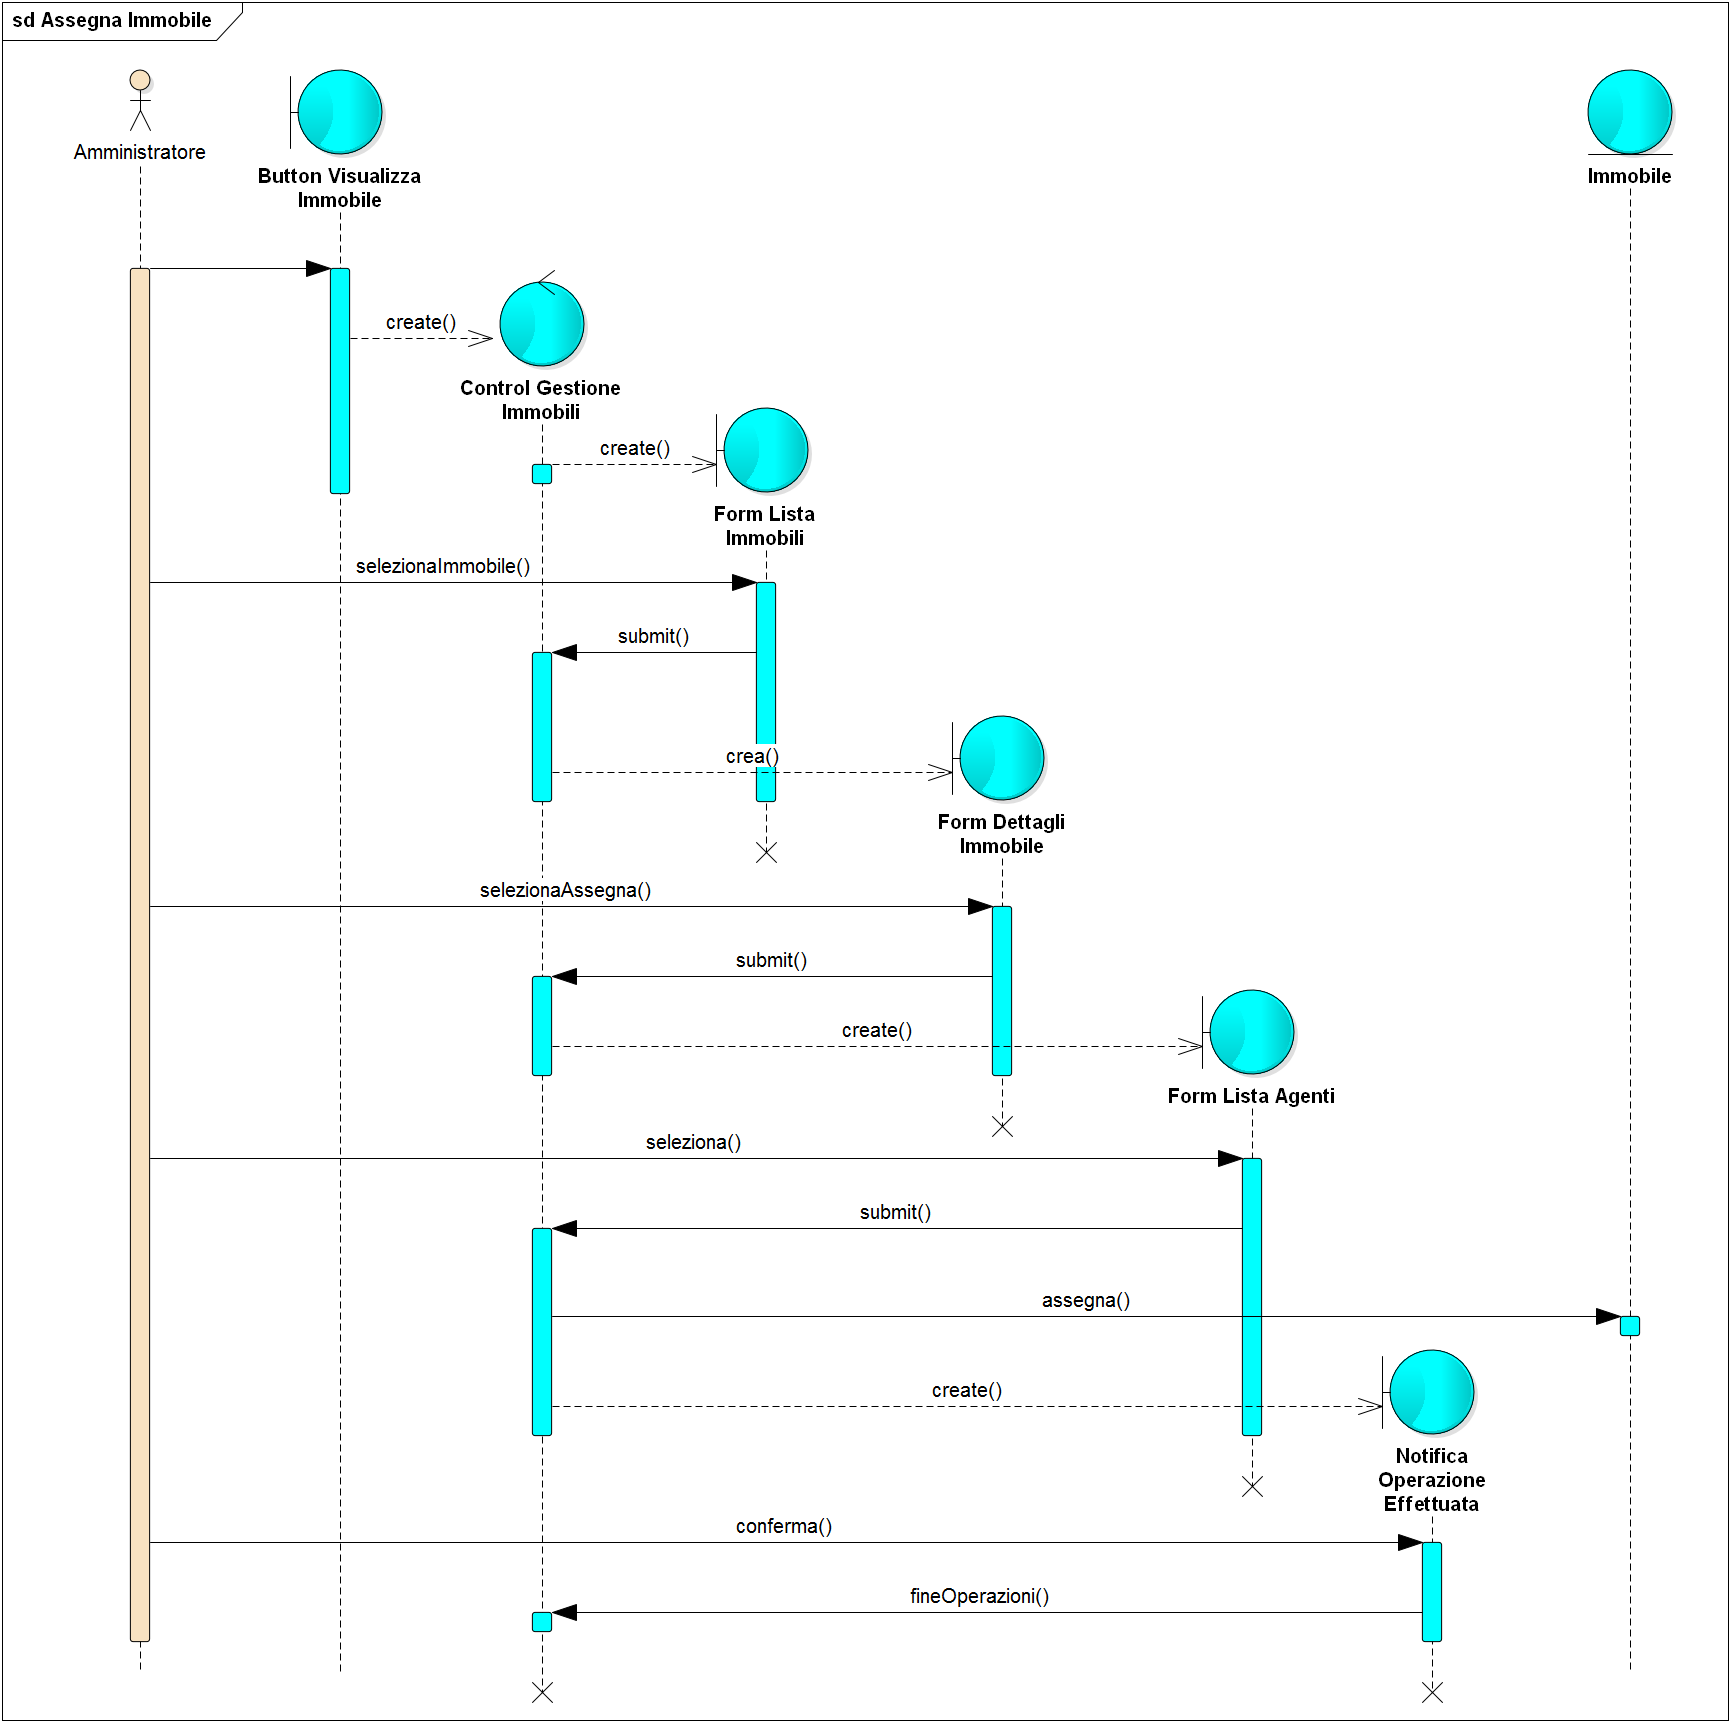 sd Assegna Immobile
Amministratore
Button Visualizza
Immobile
Immobile
create()
Control Gestione
Immobili
create()
Form Lista
Immobili
selezionaImmobile()
submit()
crea()
Form Dettagli
Immobile
selezionaAssegna()
submit()
create()
Form Lista Agenti
seleziona()
submit()
assegna()
create()
Notifica
Operazione
Effettuata
conferma()
fineOperazioni()